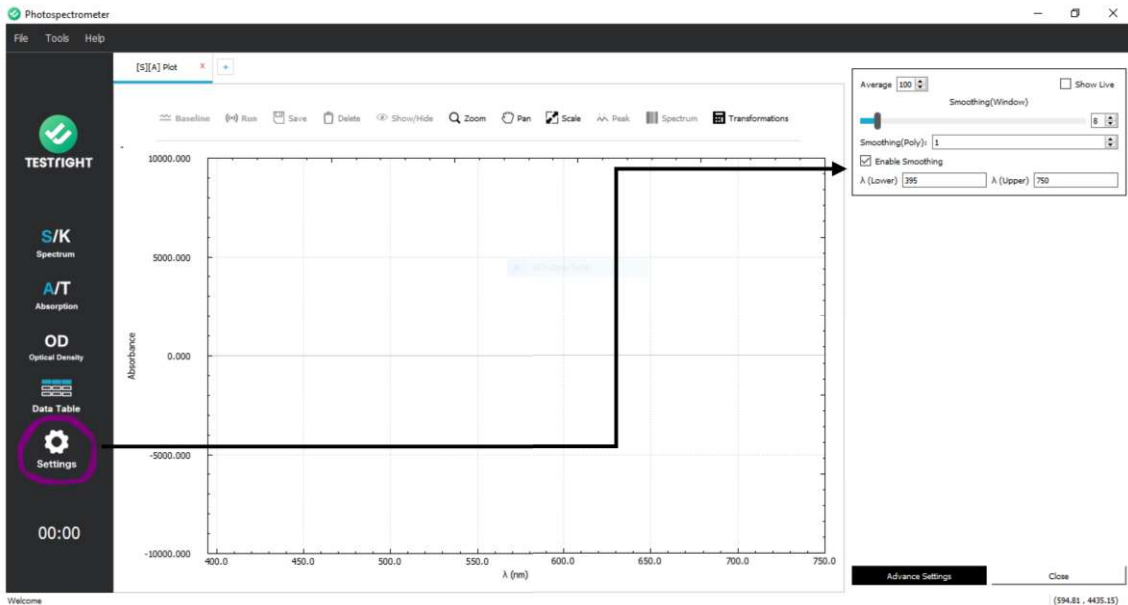 Photospectrometer
File Tools Help
[S][A] Plot x +
Baseline Run Save Delete Show/Hide Zoom Pan Scale Peak Spectrum Transformations
TESTRIGHT
S/K
Spectrum
A/T
Absorption
OD
Optical Density
Data Table
Settings
00:00
Absorbance
10000.000
5000.000
0.000
-5000.000
-10000.000
400.0 450.0 500.0 550.0 600.0 650.0 700.0 750.0
λ (nm)
Average 100 Show Live
Smoothing(Window)
8
Smoothing(Poly): 1
Enable Smoothing
λ (Lower) 395 λ (Upper) 750
Advance Settings Close
Welcome
(594.81 , 4435.15)